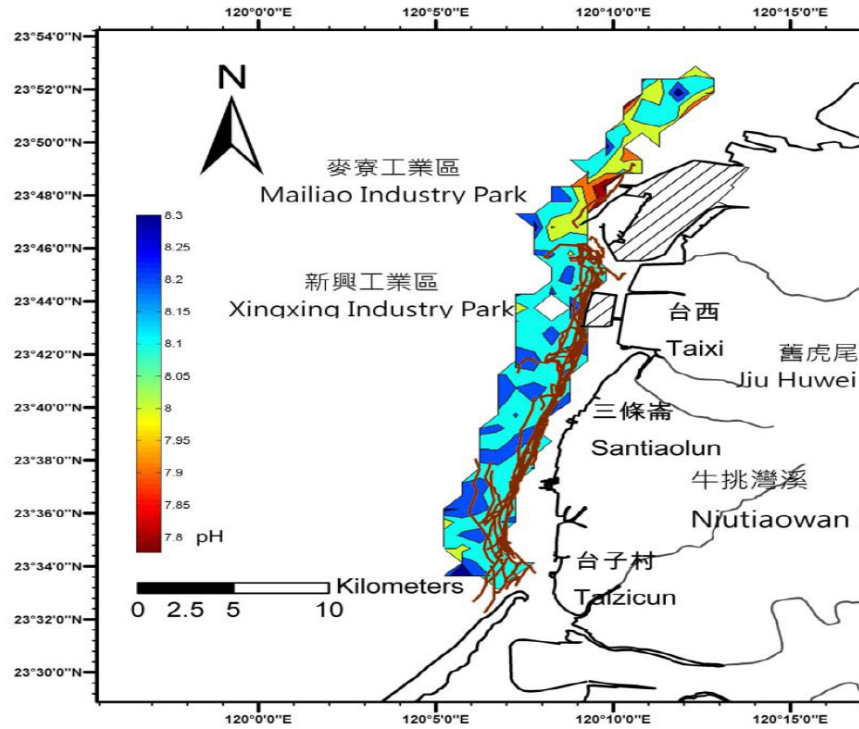 120°0'0"E 120°5'0"E 120°10'0"E 120°15'0"E
23°54'0"N
23°52'0"N
23°50'0"N
23°48'0"N
23°46'0"N
23°44'0"N
23°42'0"N
23°40'0"N
23°38'0"N
23°36'0"N
23°34'0"N
23°32'0"N
23°30'0"N
N
麥寮工業區
Mailiao Industry Park
新興工業區
Xingxing Industry Park
台西
Taixi
舊虎尾
Jiu Huwei
三條崙
Santiaolun
牛挑灣溪
Niutiaowan
台子村
Taizicun
8.3
8.25
8.2
8.15
8.1
8.05
8
7.95
7.9
7.85
7.8 pH
Kilometers
0 2.5 5 10
120°0'0"E 120°5'0"E 120°10'0"E 120°15'0"E